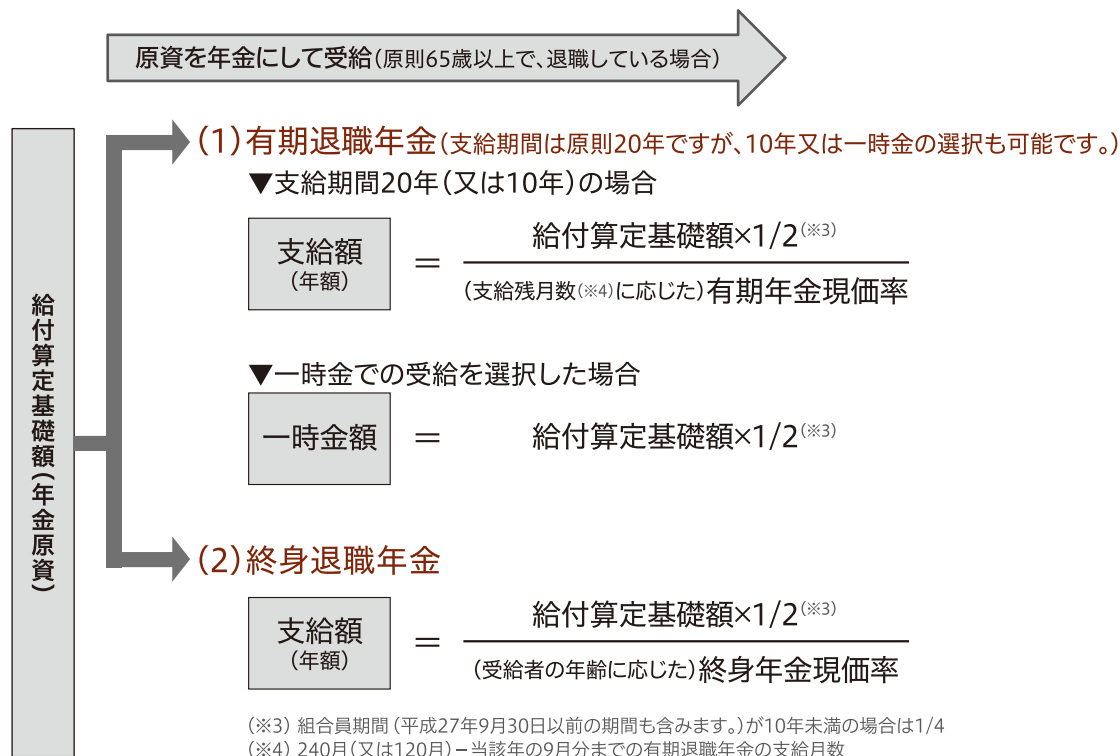 原資を年金にして受給(原則65歳以上で、退職している場合)
給付算定基礎額(年金原資)
(1)有期退職年金(支給期間は原則20年ですが、10年又は一時金の選択も可能です。)
▼支給期間20年(又は10年)の場合
支給額
(年額)
=
給付算定基礎額×1/2(※3)
(支給残月数(※4)に応じた)有期年金現価率
▼一時金での受給を選択した場合
一時金額 = 給付算定基礎額×1/2(※3)
(2)終身退職年金
支給額
(年額)
=
給付算定基礎額×1/2(※3)
(受給者の年齢に応じた)終身年金現価率
(※3) 組合員期間(平成27年9月30日以前の期間も含みます。)が10年未満の場合は1/4
(※4) 240月(又は120月)-当該年の9月分までの有期退職年金の支給月数